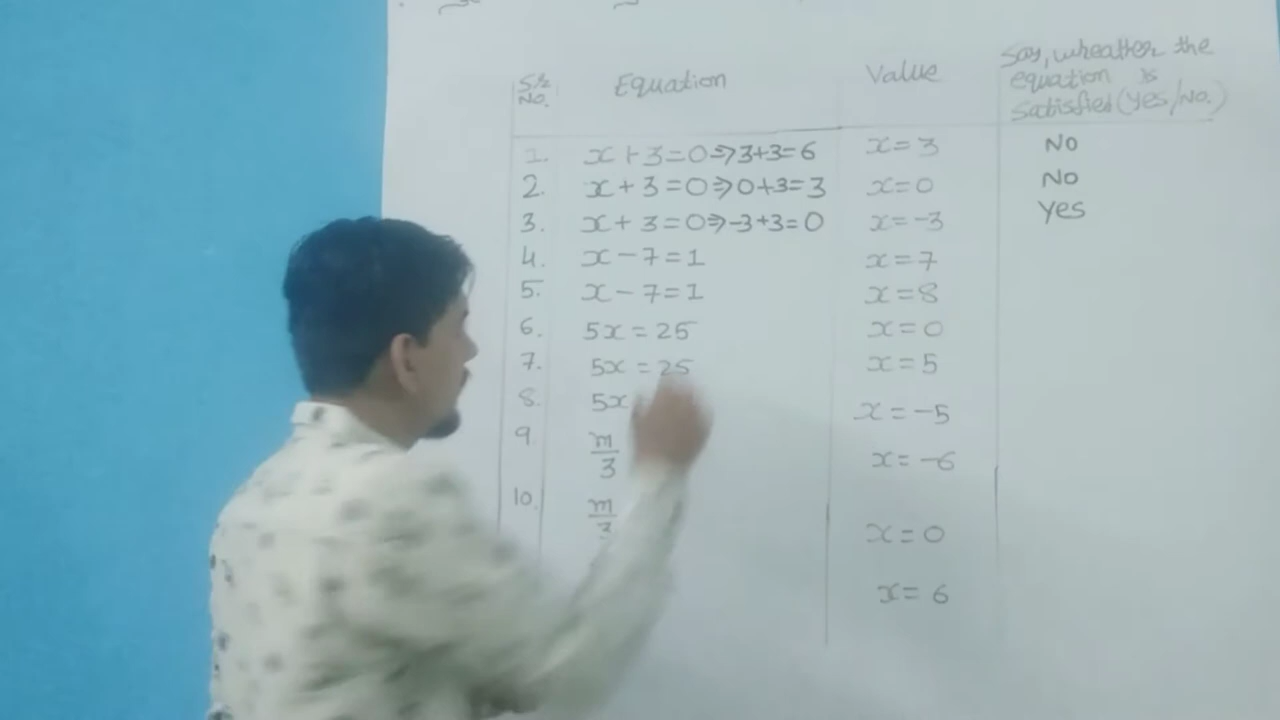 Sr. No. Equation Value Say, wheather the equation is Satisfied (Yes/No.)
1. x + 3 = 0 ⇒ 3+3=6 x = 3 No
2. x + 3 = 0 ⇒ 0+3=3 x = 0 No
3. x + 3 = 0 ⇒ -3+3=0 x = -3 Yes
4. x - 7 = 1 x = 7
5. x - 7 = 1 x = 8
6. 5x = 25 x = 0
7. 5x = 25 x = 5
8. 5x x = -5
9. m/3 x = -6
10. m/3 x = 0
x = 6